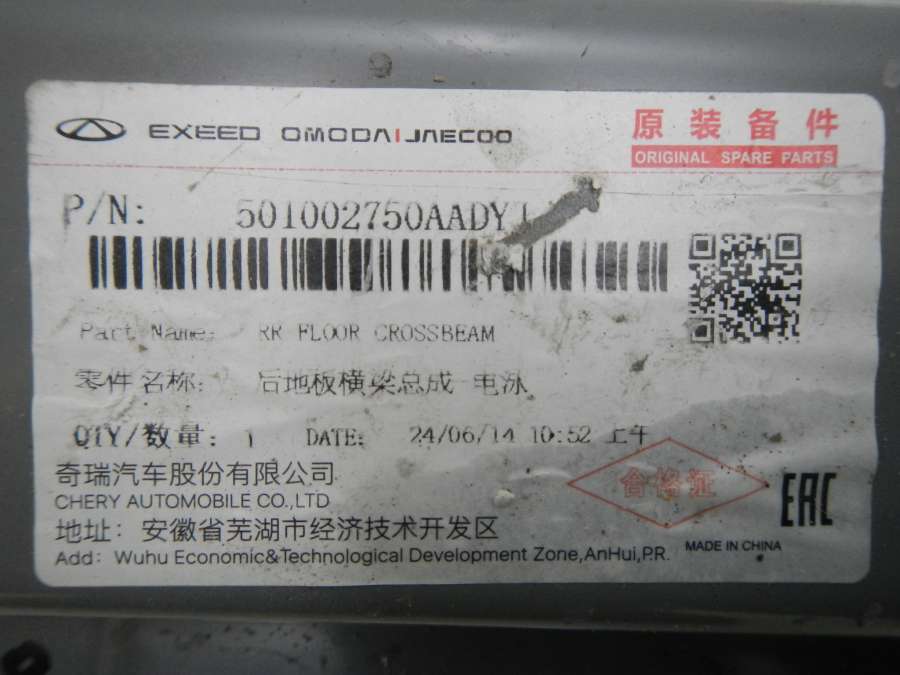 EXEED OMODA | JAECOO
原装备件
ORIGINAL SPARE PARTS
P/N: 501002750AADYJ
Part Name: RR FLOOR CROSSBEAM
零件名称: 后地板横梁总成-电泳
QTY/数量: 1 DATE: 24/06/14 10:52 上午
奇瑞汽车股份有限公司
CHERY AUTOMOBILE CO.,LTD
合格证
EAC
地址: 安徽省芜湖市经济技术开发区
MADE IN CHINA
Add: Wuhu Economic&Technological Development Zone,AnHui,P.R.